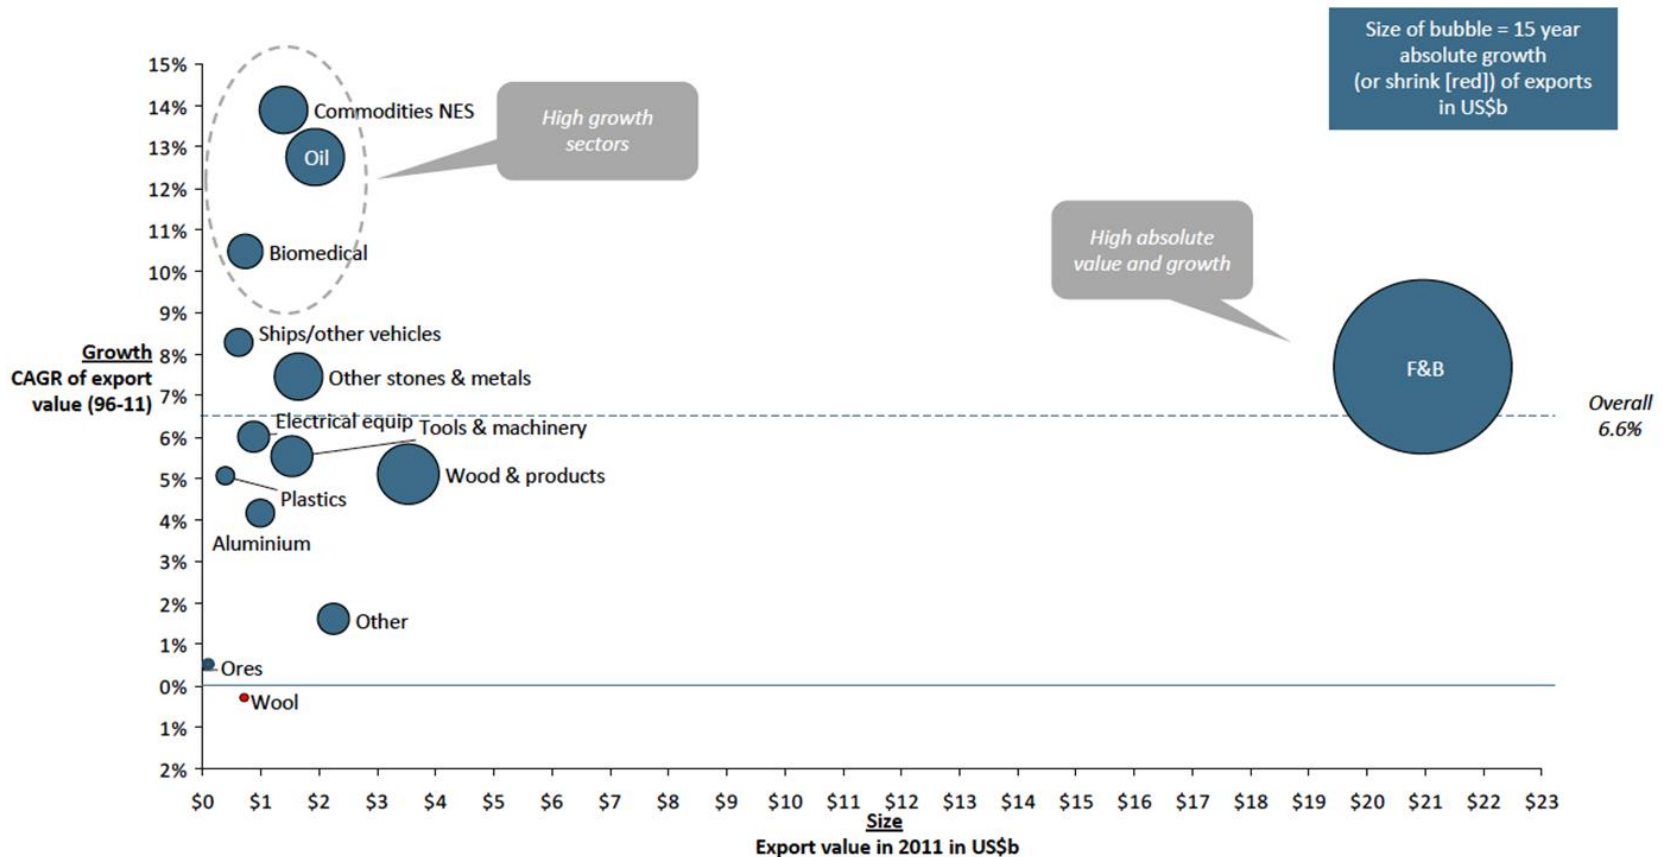 Size of bubble = 15 year
absolute growth
(or shrink [red]) of exports
in US$b
High growth
sectors
High absolute
value and growth
Growth
CAGR of export
value (96-11)
15%
14%
13%
12%
11%
10%
9%
8%
7%
6%
5%
4%
3%
2%
1%
0%
1%
2%
Commodities NES
Oil
Biomedical
Ships/other vehicles
Other stones & metals
F&B
Overall
6.6%
Electrical equip
Tools & machinery
Wood & products
Plastics
Aluminium
Other
Ores
Wool
$0 $1 $2 $3 $4 $5 $6 $7 $8 $9 $10 $11 $12 $13 $14 $15 $16 $17 $18 $19 $20 $21 $22 $23
Size
Export value in 2011 in US$b